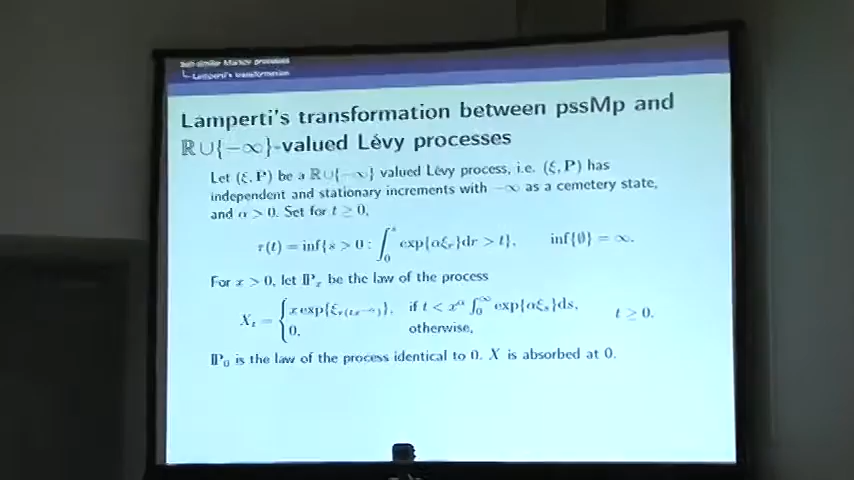 Self-similar Markov processes
Lamperti's transformation
Lamperti's transformation between pssMp and
ℝ∪{−∞}-valued Lévy processes
Let (ξ, P) be a ℝ∪{−∞} valued Lévy process, i.e. (ξ, P) has
independent and stationary increments with −∞ as a cemetery state,
and α > 0. Set for t ≥ 0,
τ(t) = inf{s > 0 : ∫₀ˢ exp{αξᵣ}dr > t}, inf{∅} = ∞.
For x > 0, let ℙₓ be the law of the process
Xₜ = { x exp{ξ_{τ(tx^{−α})}}, if t < x^α ∫₀^∞ exp{αξₛ}ds, t ≥ 0.
0, otherwise,
ℙ₀ is the law of the process identical to 0. X is absorbed at 0.